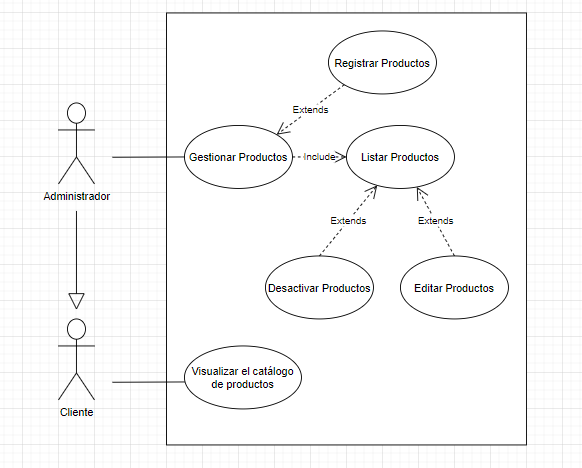 Registrar Productos
Extends
Gestionar Productos
Include
Listar Productos
Administrador
Extends
Extends
Desactivar Productos
Editar Productos
Visualizar el catálogo
de productos
Cliente